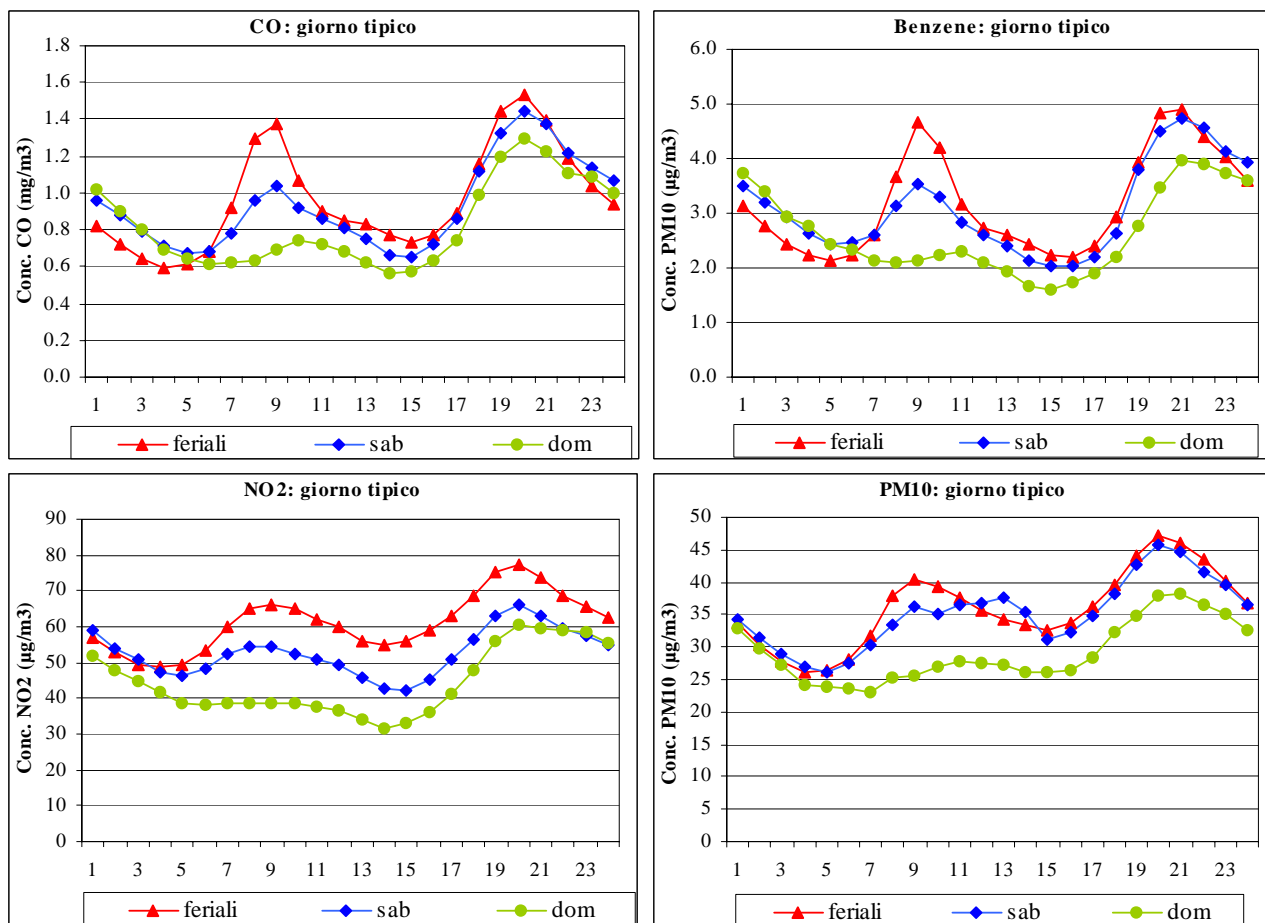 CO: giorno tipico
Conc. CO (mg/m3)
1.8
1.6
1.4
1.2
1.0
0.8
0.6
0.4
0.2
0.0
1 3 5 7 9 11 13 15 17 19 21 23
feriali sab dom
Benzene: giorno tipico
Conc. PM10 (µg/m3)
6.0
5.0
4.0
3.0
2.0
1.0
0.0
1 3 5 7 9 11 13 15 17 19 21 23
feriali sab dom
NO2: giorno tipico
Conc. NO2 (µg/m3)
90
80
70
60
50
40
30
20
10
0
1 3 5 7 9 11 13 15 17 19 21 23
feriali sab dom
PM10: giorno tipico
Conc. PM10 (µg/m3)
50
45
40
35
30
25
20
15
10
5
0
1 3 5 7 9 11 13 15 17 19 21 23
feriali sab dom